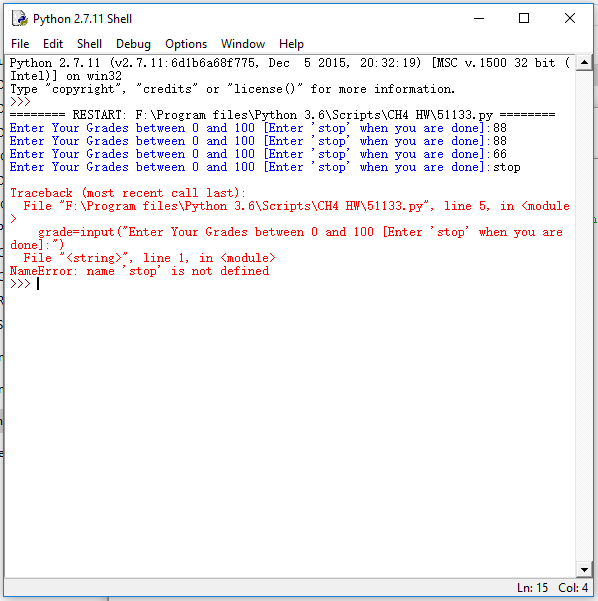 Python 2.7.11 Shell
File Edit Shell Debug Options Window Help
Python 2.7.11 (v2.7.11:6d1b6a68f775, Dec  5 2015, 20:32:19) [MSC v.1500 32 bit (
Intel)] on win32
Type "copyright", "credits" or "license()" for more information.
>>>
======== RESTART: F:\Program files\Python 3.6\Scripts\CH4 HW\51133.py ========
Enter Your Grades between 0 and 100 [Enter 'stop' when you are done]:88
Enter Your Grades between 0 and 100 [Enter 'stop' when you are done]:88
Enter Your Grades between 0 and 100 [Enter 'stop' when you are done]:66
Enter Your Grades between 0 and 100 [Enter 'stop' when you are done]:stop
Traceback (most recent call last):
  File "F:\Program files\Python 3.6\Scripts\CH4 HW\51133.py", line 5, in <module
>
    grade=input("Enter Your Grades between 0 and 100 [Enter 'stop' when you are
done]:")
  File "<string>", line 1, in <module>
NameError: name 'stop' is not defined
>>>
Ln: 15 Col: 4